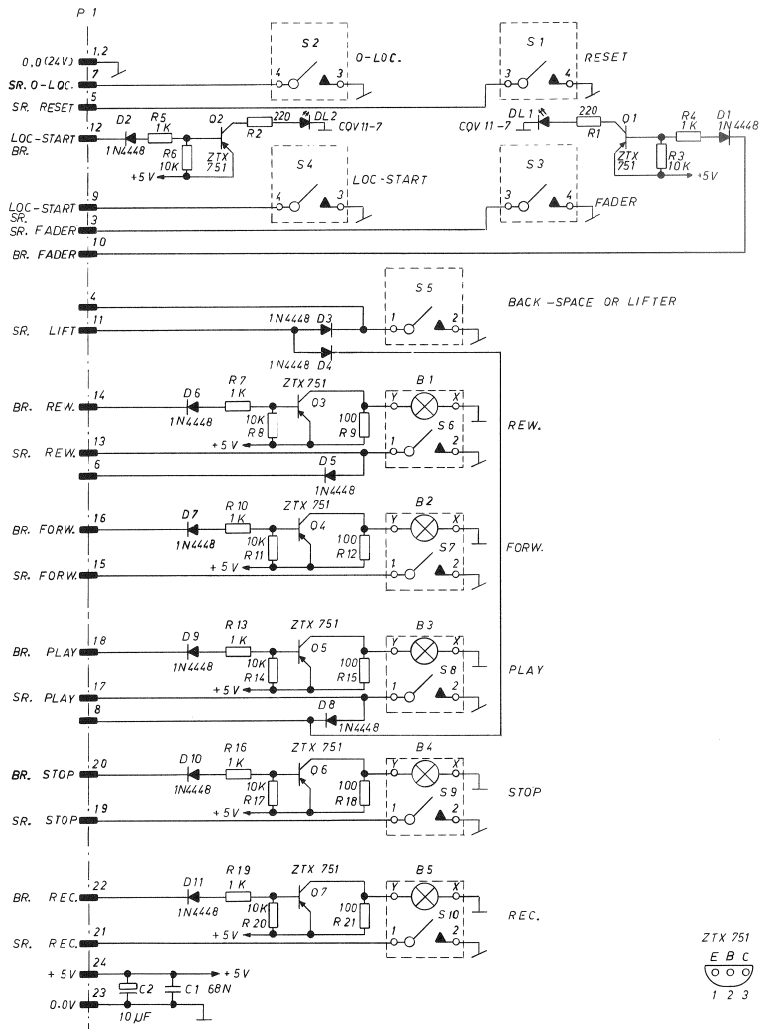 P 1
1,2
0.0 (24V)
7
SR. O-LOC.
5
SR. RESET
12
LOC-START
BR.
9
LOC-START
SR.
3
SR. FADER
10
BR. FADER
S 2
O-LOC.
4 3
S 1
RESET
3 4
D2
1N4448
R5
1K
R6
10K
+5V
Q2
ZTX
751
220
R2
DL2
CQV 11-7
DL1
CQV 11-7
220
R1
Q1
ZTX
751
R4
1K
D1
1N4448
R3
10K
+5V
S 4
LOC-START
4 3
S 3
FADER
3 4
4
11
SR. LIFT
1N4448 D3
1N4448 D4
S 5
1 2
BACK-SPACE OR LIFTER
14
BR. REW.
13
SR. REW.
6
D6
1N4448
R7
1K
ZTX 751
Q3
10K
R8
+5V
100
R9
D5
1N4448
B1
Y X
S6
1 2
REW.
16
BR. FORW.
15
SR. FORW.
D7
1N4448
R10
1K
ZTX 751
Q4
10K
R11
+5V
100
R12
B2
Y X
S7
1 2
FORW.
18
BR. PLAY
17
SR. PLAY
8
D9
1N4448
R13
1K
ZTX 751
Q5
10K
R14
+5V
100
R15
D8
1N4448
B3
Y X
S8
1 2
PLAY
20
BR. STOP
19
SR. STOP
D10
1N4448
R16
1K
ZTX 751
Q6
10K
R17
+5V
100
R18
B4
Y X
S9
1 2
STOP
22
BR. REC.
21
SR. REC.
D11
1N4448
R19
1K
ZTX 751
Q7
10K
R20
+5V
100
R21
B5
Y X
S10
1 2
REC.
24
+5V
23
0.0V
C2
10µF
C1 68N
+5V
ZTX 751
E B C
1 2 3